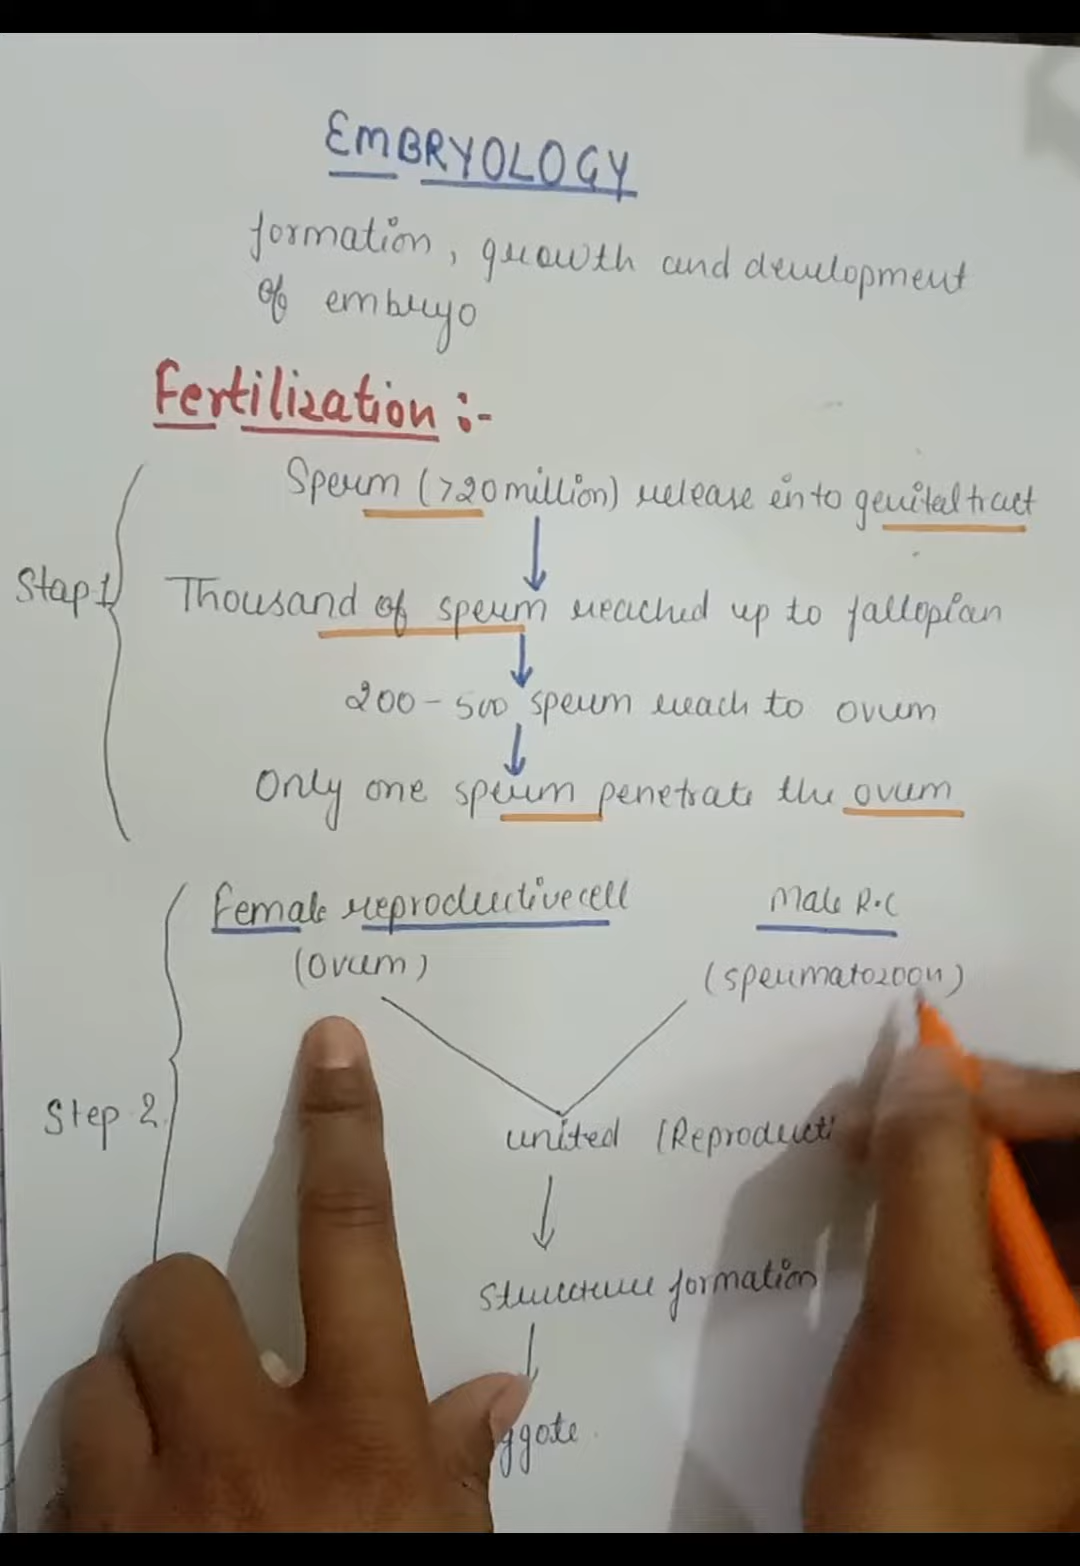 EMBRYOLOGY
formation, growth and development
of embryo
Fertilization :-
Sperm (>20 million) release into genital tract
Stap 1
Thousand of sperm reached up to fallopian
200-500 sperm reach to ovum
Only one sperm penetrate the ovum
Female reproductive cell
Male R.C
(ovum)
(spermatozoon)
Step 2
united (Reproducti
structure formation
ygote